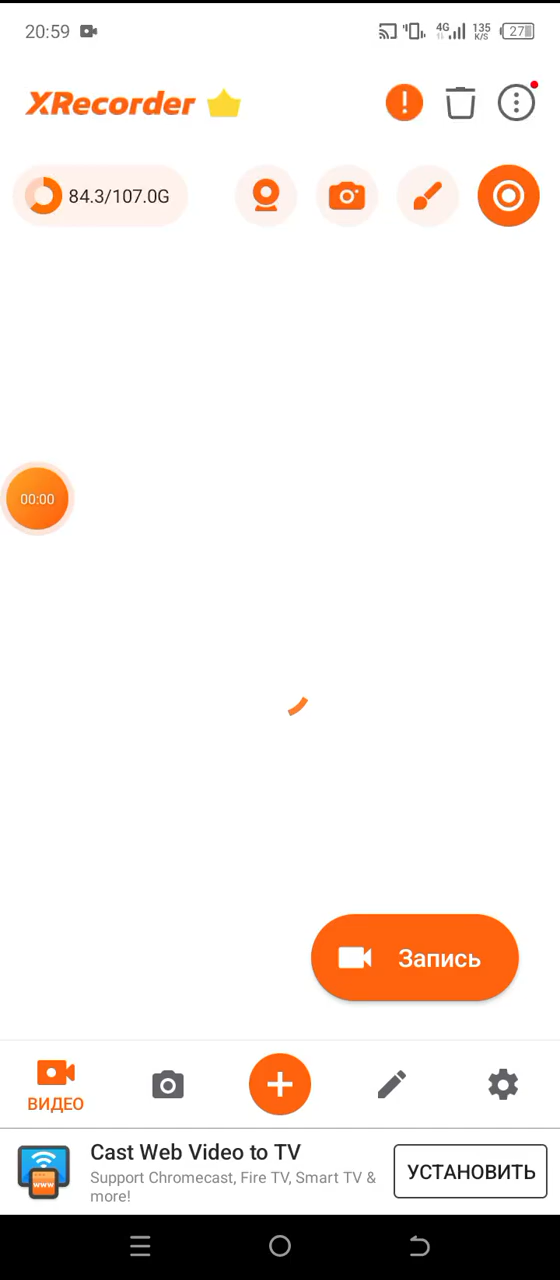 20:59
4G
135
K/S
27
XRecorder
84.3/107.0G
00:00
Запись
ВИДЕО
www
Cast Web Video to TV
Support Chromecast, Fire TV, Smart TV &
more!
УСТАНОВИТЬ